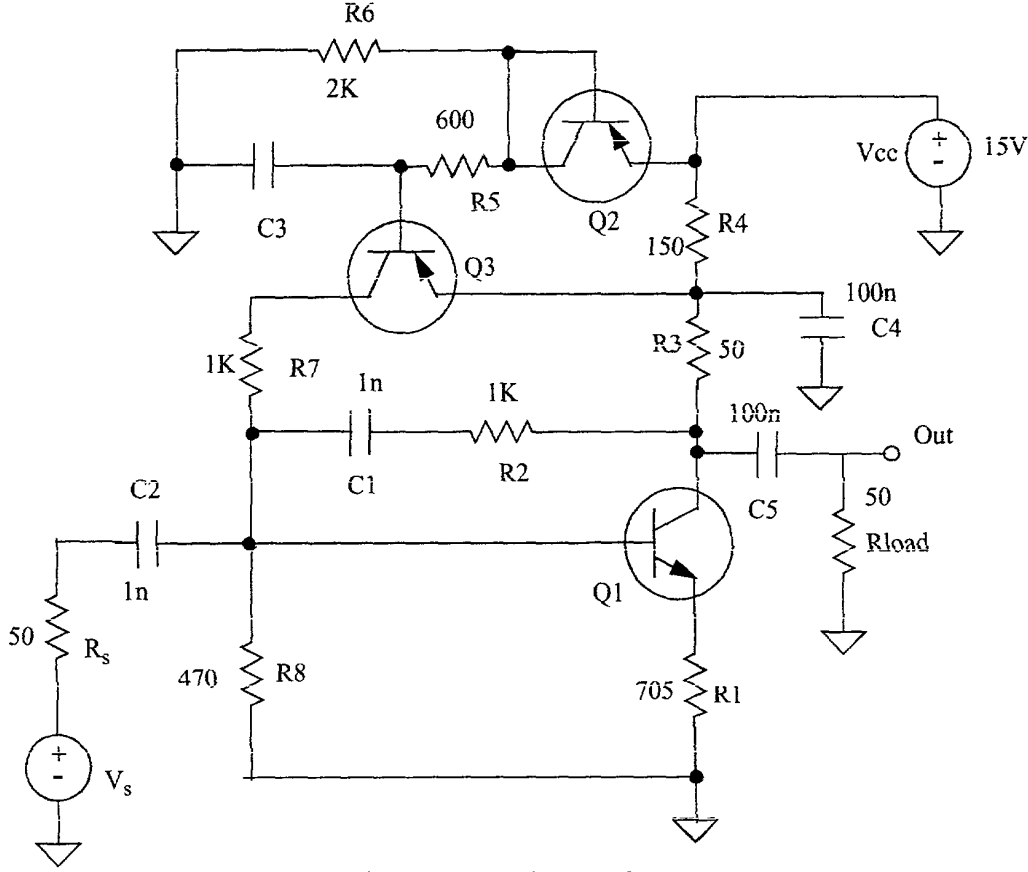 R6
2K
600
R5
C3
Q2
Vcc
+
-
15V
R4
150
Q3
100n
C4
R3
50
1K
R7
1n
C1
1K
R2
100n
C5
Out
50
Rload
C2
1n
Q1
50
Rs
470
R8
705
R1
+
-
Vs